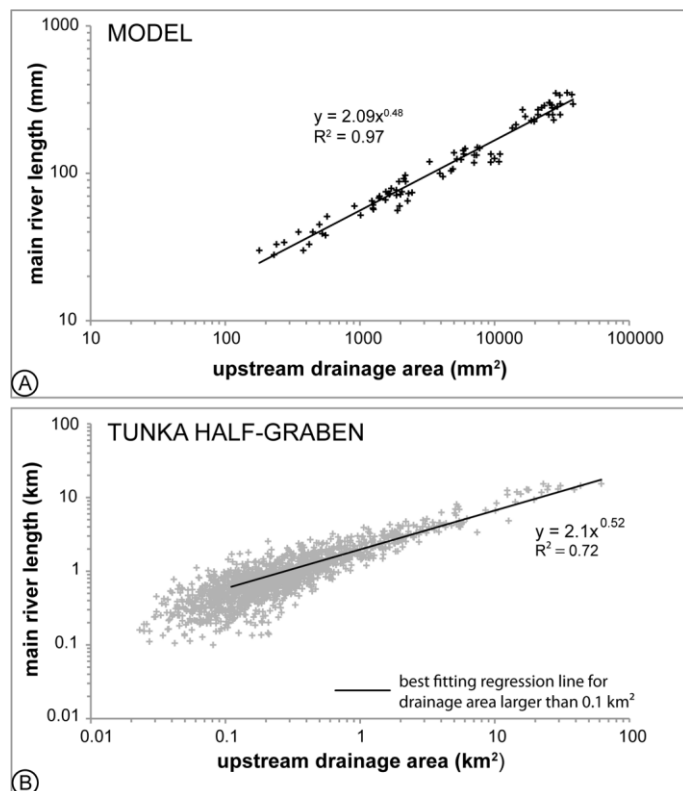 MODEL
1000
100
10
main river length (mm)
y = 2.09x^0.48
R² = 0.97
10 100 1000 10000 100000
upstream drainage area (mm²)
A
TUNKA HALF-GRABEN
100
10
1
0.1
0.01
main river length (km)
y = 2.1x^0.52
R² = 0.72
best fitting regression line for
drainage area larger than 0.1 km²
0.01 0.1 1 10 100
upstream drainage area (km²)
B